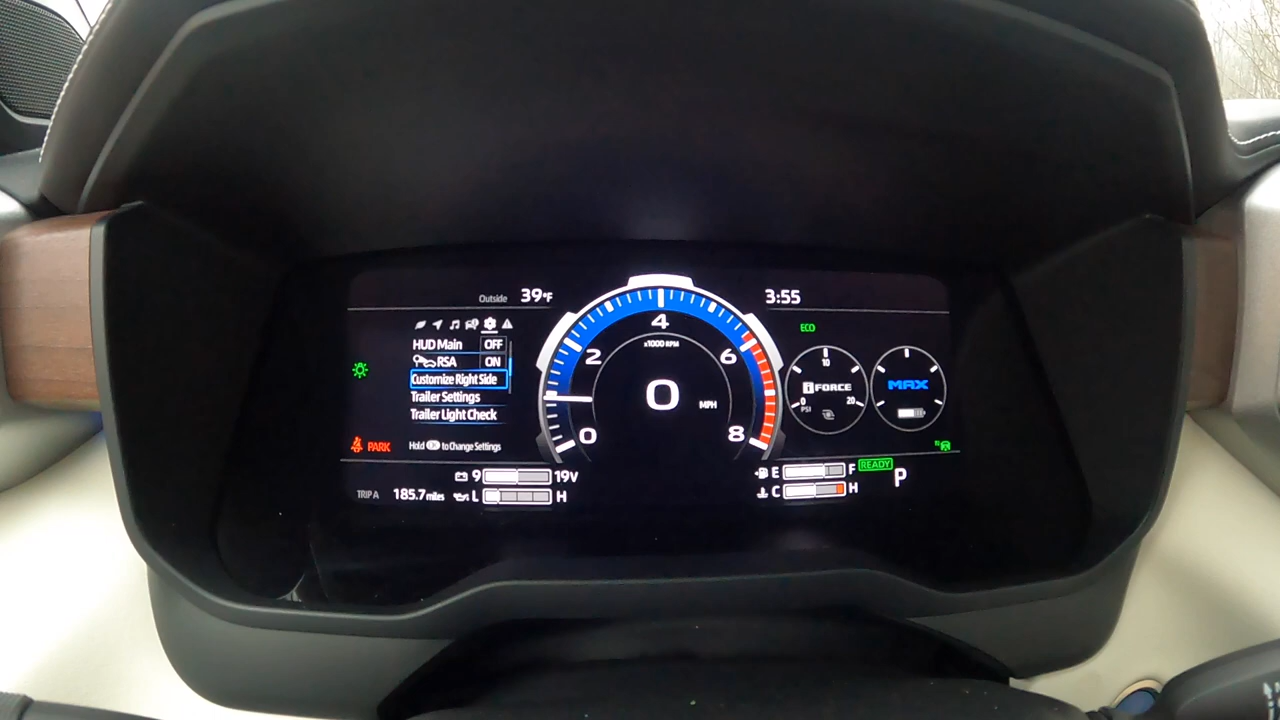 Outside 39°F
3:55
HUD Main OFF
RSA ON
Customize Right Side
Trailer Settings
Trailer Light Check
Hold OK to Change Settings
PARK
TRIP A 185.7 miles
9 19V
L H
0 2 4 6 8
x1000 RPM
0 MPH
ECO
10
iFORCE
0 20
PSI
MAX
E F
C H
READY
P